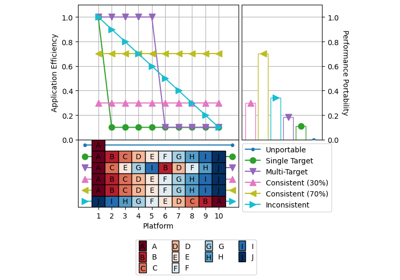 1.0
0.8
0.6
0.4
0.2
0.0
Application Efficiency
1.0
0.8
0.6
0.4
0.2
0.0
Performance Portability
A
A B C D E F G H I J
A C E G I B D F H J
A B C D E F G H I J
A B C D E F G H I J
J I H G F E D C B A
1 2 3 4 5 6 7 8 9 10
Platform
Unportable
Single Target
Multi-Target
Consistent (30%)
Consistent (70%)
Inconsistent
A A D D G G I I
B B E E H H J J
C C F F